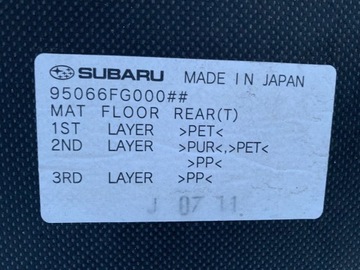 SUBARU MADE IN JAPAN
95066FG000##
MAT FLOOR REAR(T)
1ST LAYER >PET<
2ND LAYER >PUR<,>PET<
>PP<
3RD LAYER >PP<
J 07 11